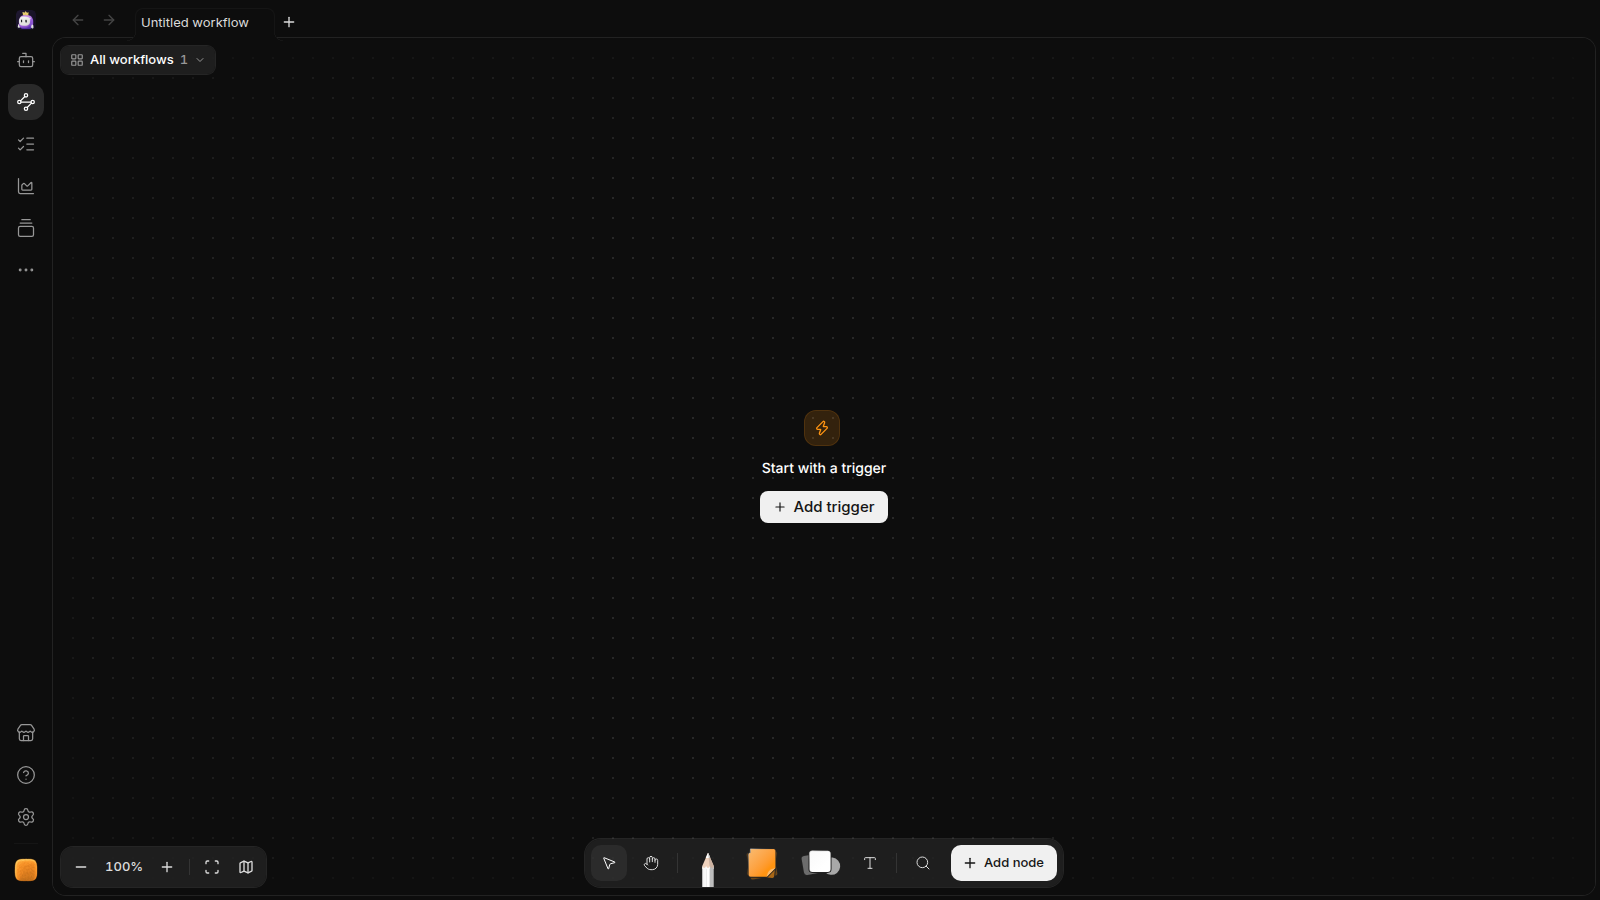 Untitled workflow
All workflows 1
Start with a trigger
Add trigger
100%
Add node